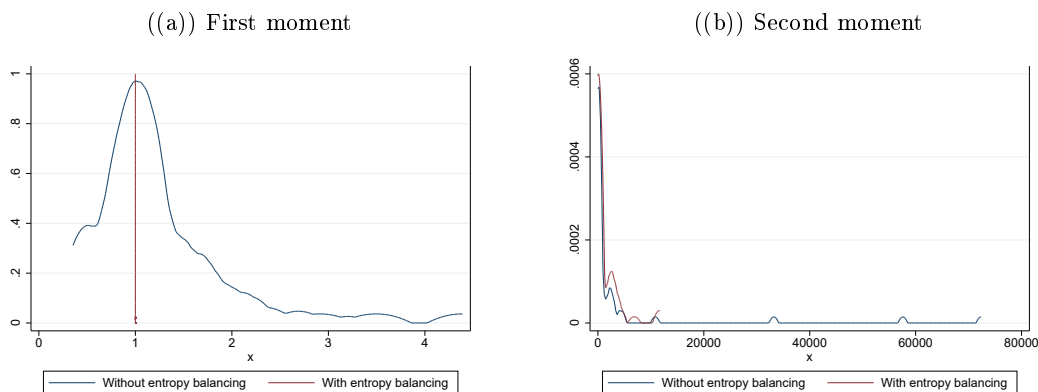 ((a)) First moment
((b)) Second moment
1
.8
.6
.4
.2
0
0 1 2 3 4
x
Without entropy balancing With entropy balancing
.0006
.0004
.0002
0
0 20000 40000 60000 80000
x
Without entropy balancing With entropy balancing